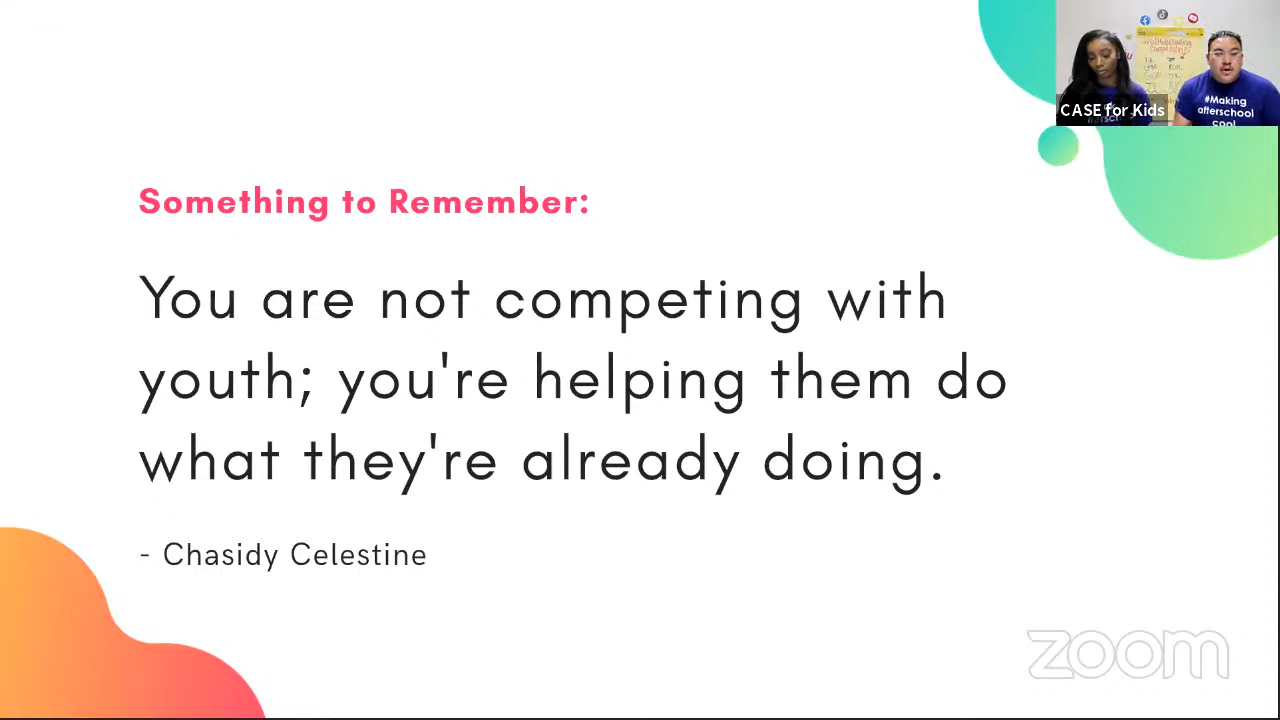 Something to Remember:
You are not competing with
youth; you're helping them do
what they're already doing.
- Chasidy Celestine
CASE for Kids
#Making
afterschool
cool
zoom